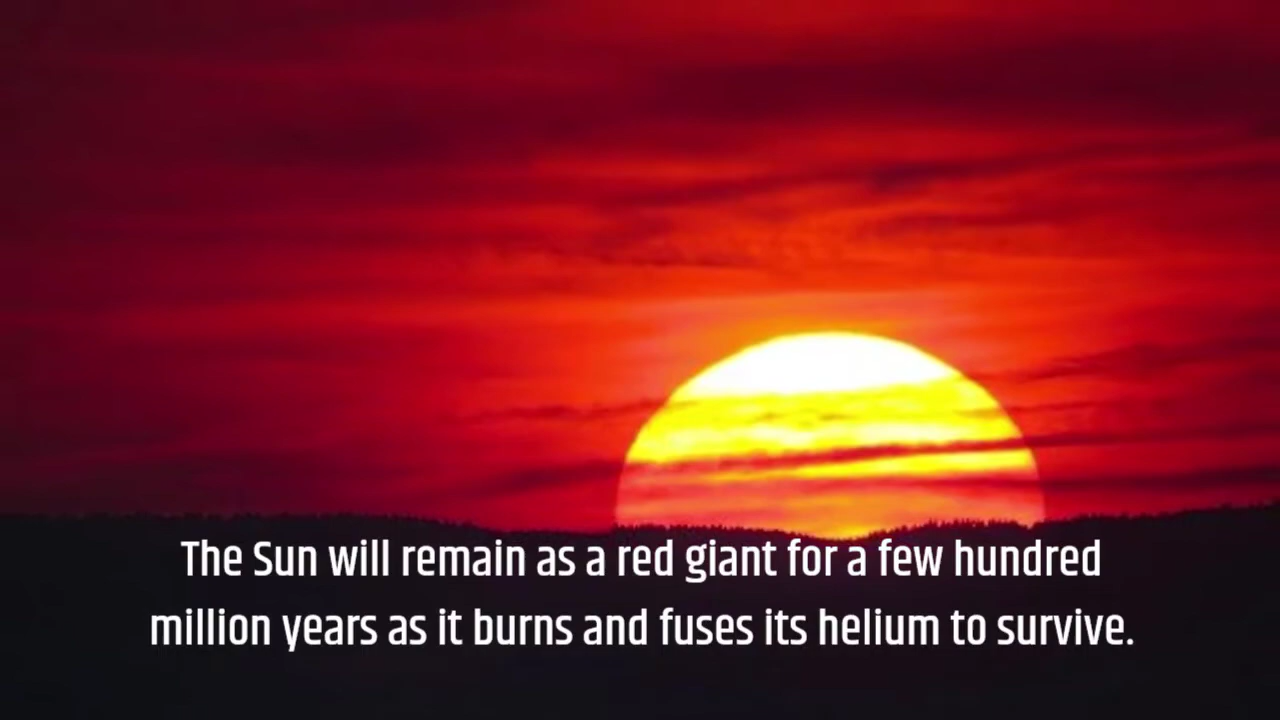 The Sun will remain as a red giant for a few hundred
million years as it burns and fuses its helium to survive.